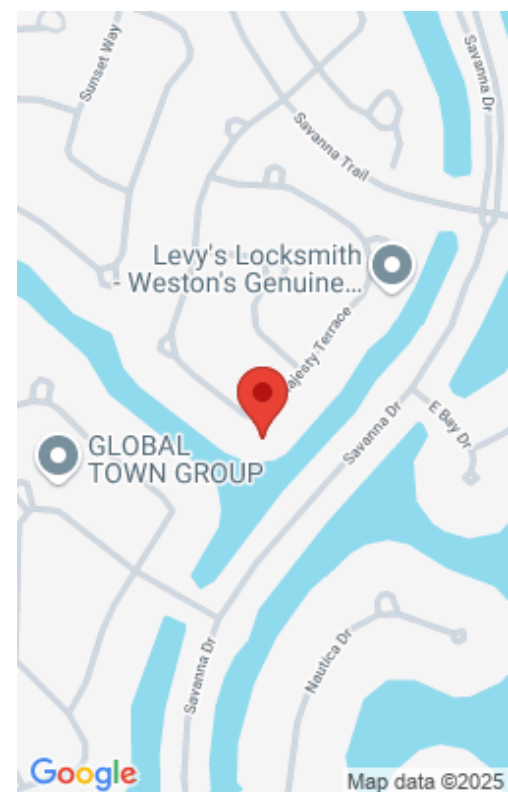 Sunset Way
Savanna Dr
Savanna Trail
Levy's Locksmith
- Weston's Genuine...
ajesty Terrace
Savanna Dr
E Bay Dr
GLOBAL
TOWN GROUP
Savanna Dr
Nautica Dr
Google
Map data ©2025